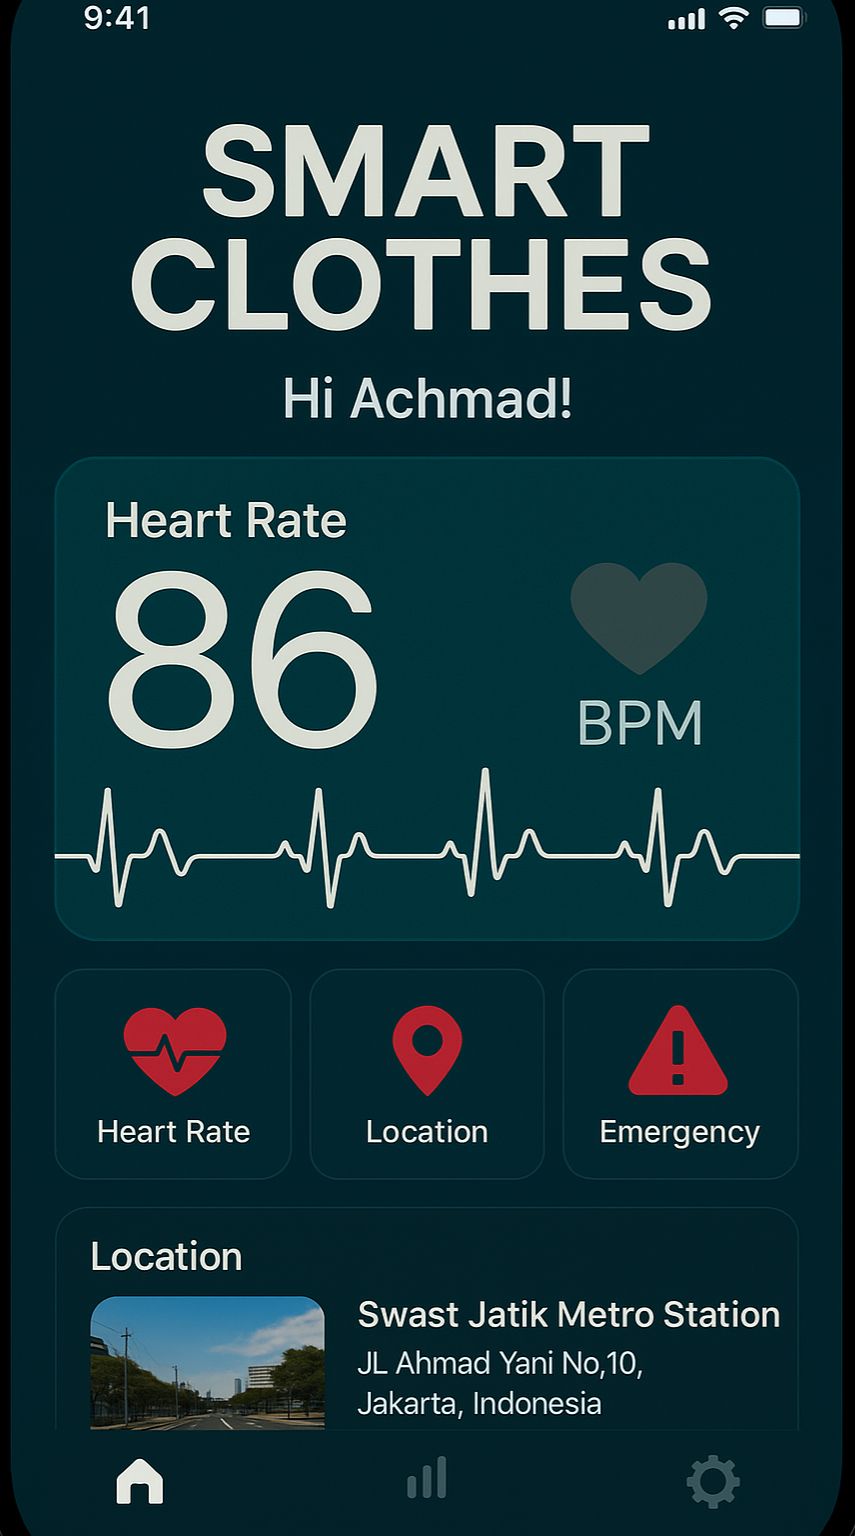 9:41
SMART
CLOTHES
Hi Achmad!
Heart Rate
86
BPM
Heart Rate
Location
Emergency
Location
Swast Jatik Metro Station
JL Ahmad Yani No,10,
Jakarta, Indonesia